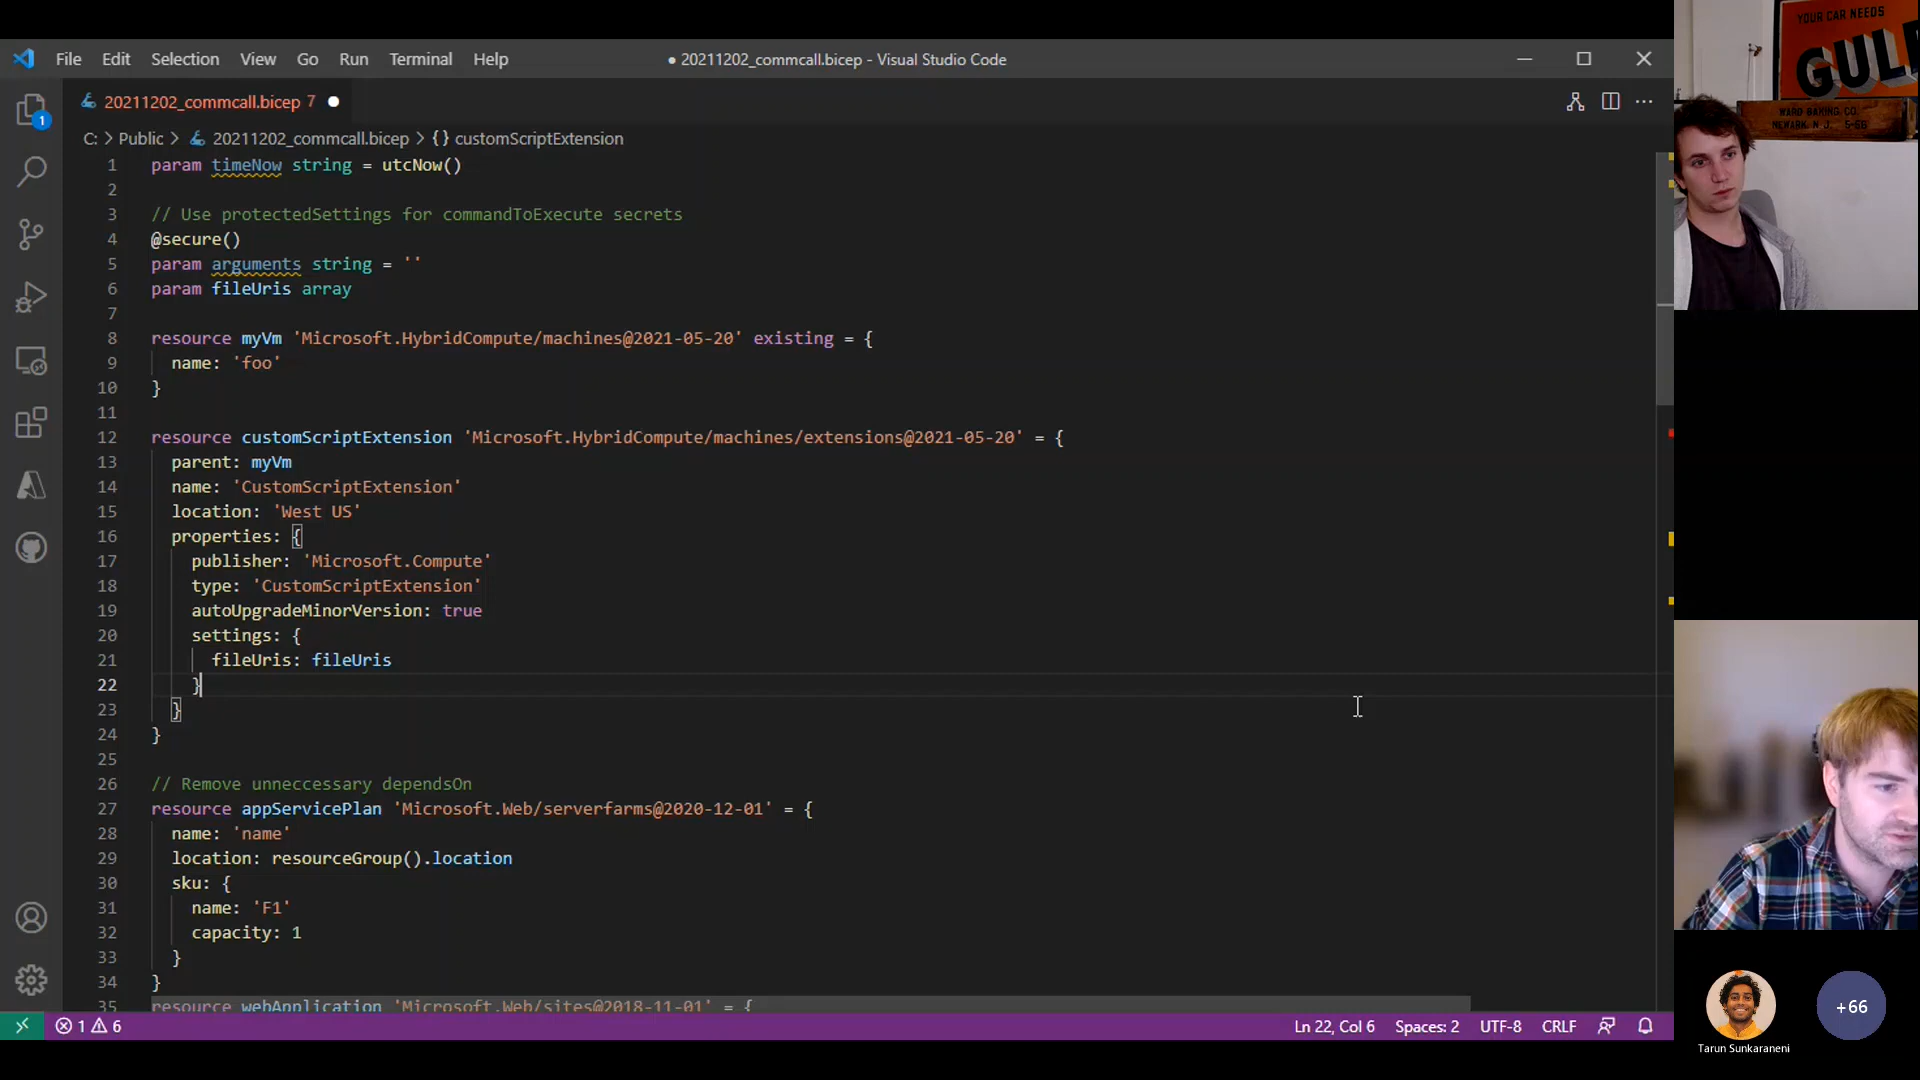 File Edit Selection View Go Run Terminal Help
● 20211202_commcall.bicep - Visual Studio Code
20211202_commcall.bicep 7 ●
C: > Public > 20211202_commcall.bicep > {} customScriptExtension
1 param timeNow string = utcNow()
2
3 // Use protectedSettings for commandToExecute secrets
4 @secure()
5 param arguments string = ''
6 param fileUris array
7
8 resource myVm 'Microsoft.HybridCompute/machines@2021-05-20' existing = {
9 name: 'foo'
10 }
11
12 resource customScriptExtension 'Microsoft.HybridCompute/machines/extensions@2021-05-20' = {
13 parent: myVm
14 name: 'CustomScriptExtension'
15 location: 'West US'
16 properties: {
17 publisher: 'Microsoft.Compute'
18 type: 'CustomScriptExtension'
19 autoUpgradeMinorVersion: true
20 settings: {
21 fileUris: fileUris
22 }
23 }
24 }
25
26 // Remove unneccessary dependsOn
27 resource appServicePlan 'Microsoft.Web/serverfarms@2020-12-01' = {
28 name: 'name'
29 location: resourceGroup().location
30 sku: {
31 name: 'F1'
32 capacity: 1
33 }
34 }
35 resource webApplication 'Microsoft.Web/sites@2018-11-01' = {
1
1 6
Ln 22, Col 6 Spaces: 2 UTF-8 CRLF
YOUR CAR NEEDS
GULF
WARD BAKING CO.
NEWARK, N. J. 5-66
+66
Tarun Sunkaraneni